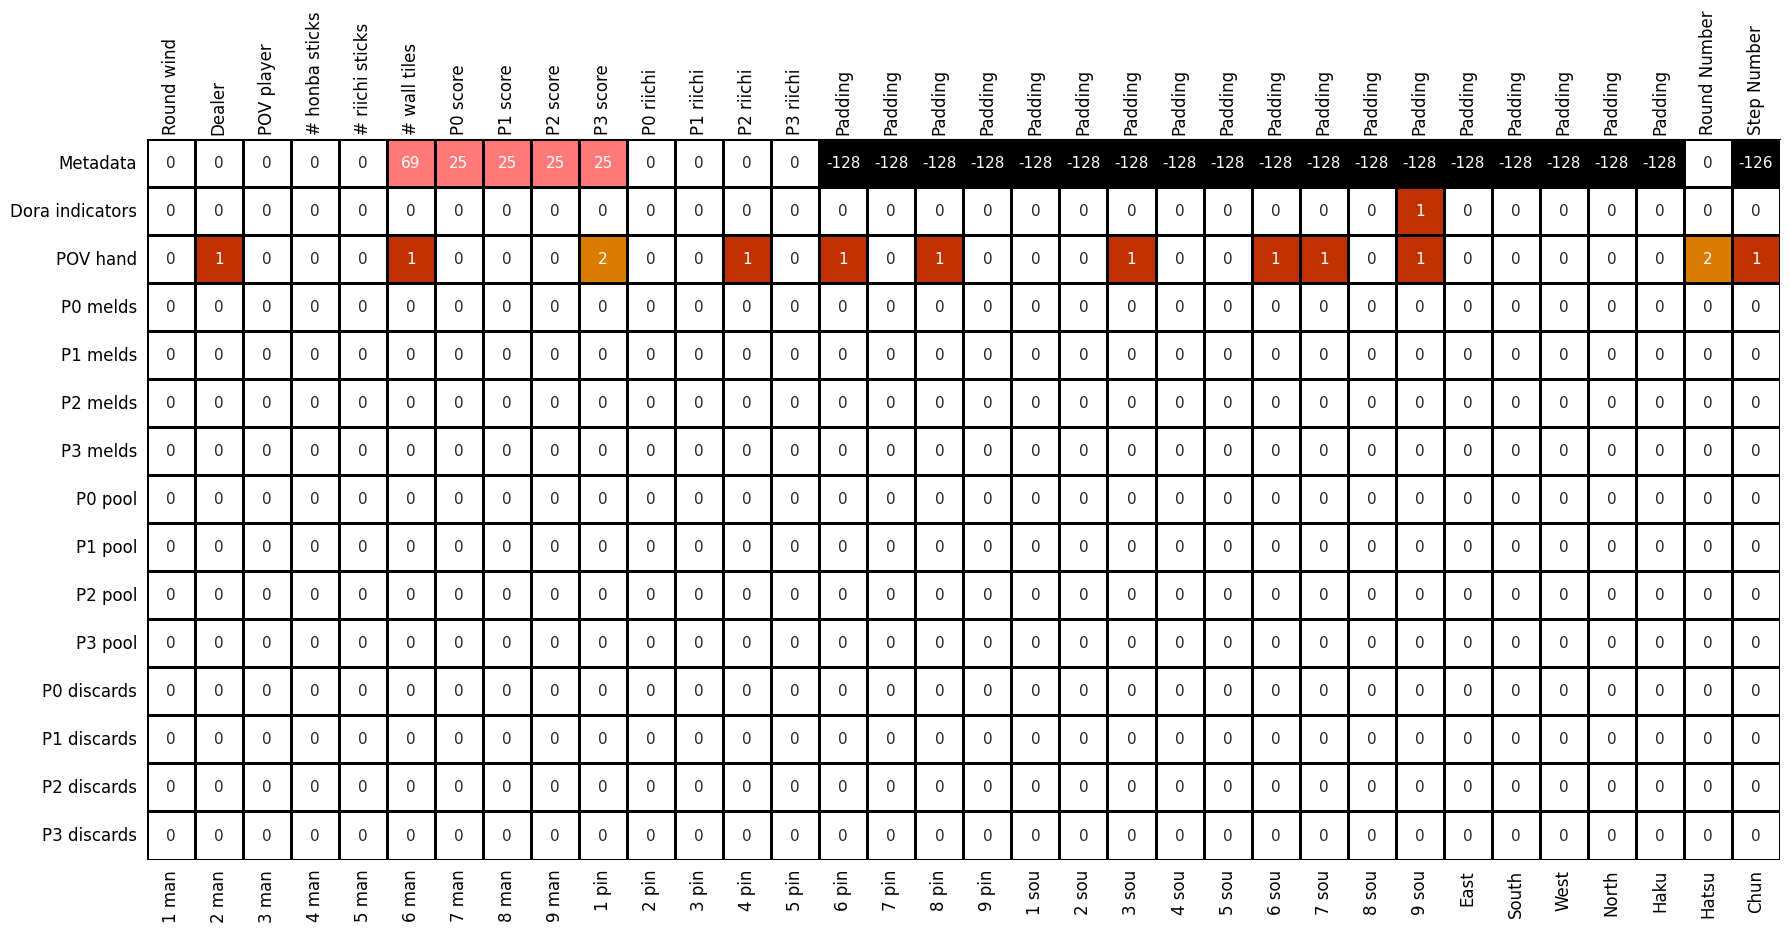 Round wind Dealer POV player # honba sticks # riichi sticks # wall tiles P0 score P1 score P2 score P3 score P0 riichi P1 riichi P2 riichi P3 riichi Padding Padding Padding Padding Padding Padding Padding Padding Padding Padding Padding Padding Padding Padding Padding Padding Padding Padding Round Number Step Number
Metadata 0 0 0 0 0 69 25 25 25 25 0 0 0 0 -128 -128 -128 -128 -128 -128 -128 -128 -128 -128 -128 -128 -128 -128 -128 -128 -128 -128 0 -126
Dora indicators 0 0 0 0 0 0 0 0 0 0 0 0 0 0 0 0 0 0 0 0 0 0 0 0 0 0 1 0 0 0 0 0 0 0
POV hand 0 1 0 0 0 1 0 0 0 2 0 0 1 0 1 0 1 0 0 0 1 0 0 1 1 0 1 0 0 0 0 0 2 1
P0 melds 0 0 0 0 0 0 0 0 0 0 0 0 0 0 0 0 0 0 0 0 0 0 0 0 0 0 0 0 0 0 0 0 0 0
P1 melds 0 0 0 0 0 0 0 0 0 0 0 0 0 0 0 0 0 0 0 0 0 0 0 0 0 0 0 0 0 0 0 0 0 0
P2 melds 0 0 0 0 0 0 0 0 0 0 0 0 0 0 0 0 0 0 0 0 0 0 0 0 0 0 0 0 0 0 0 0 0 0
P3 melds 0 0 0 0 0 0 0 0 0 0 0 0 0 0 0 0 0 0 0 0 0 0 0 0 0 0 0 0 0 0 0 0 0 0
P0 pool 0 0 0 0 0 0 0 0 0 0 0 0 0 0 0 0 0 0 0 0 0 0 0 0 0 0 0 0 0 0 0 0 0 0
P1 pool 0 0 0 0 0 0 0 0 0 0 0 0 0 0 0 0 0 0 0 0 0 0 0 0 0 0 0 0 0 0 0 0 0 0
P2 pool 0 0 0 0 0 0 0 0 0 0 0 0 0 0 0 0 0 0 0 0 0 0 0 0 0 0 0 0 0 0 0 0 0 0
P3 pool 0 0 0 0 0 0 0 0 0 0 0 0 0 0 0 0 0 0 0 0 0 0 0 0 0 0 0 0 0 0 0 0 0 0
P0 discards 0 0 0 0 0 0 0 0 0 0 0 0 0 0 0 0 0 0 0 0 0 0 0 0 0 0 0 0 0 0 0 0 0 0
P1 discards 0 0 0 0 0 0 0 0 0 0 0 0 0 0 0 0 0 0 0 0 0 0 0 0 0 0 0 0 0 0 0 0 0 0
P2 discards 0 0 0 0 0 0 0 0 0 0 0 0 0 0 0 0 0 0 0 0 0 0 0 0 0 0 0 0 0 0 0 0 0 0
P3 discards 0 0 0 0 0 0 0 0 0 0 0 0 0 0 0 0 0 0 0 0 0 0 0 0 0 0 0 0 0 0 0 0 0 0
1 man 2 man 3 man 4 man 5 man 6 man 7 man 8 man 9 man 1 pin 2 pin 3 pin 4 pin 5 pin 6 pin 7 pin 8 pin 9 pin 1 sou 2 sou 3 sou 4 sou 5 sou 6 sou 7 sou 8 sou 9 sou East South West North Haku Hatsu Chun